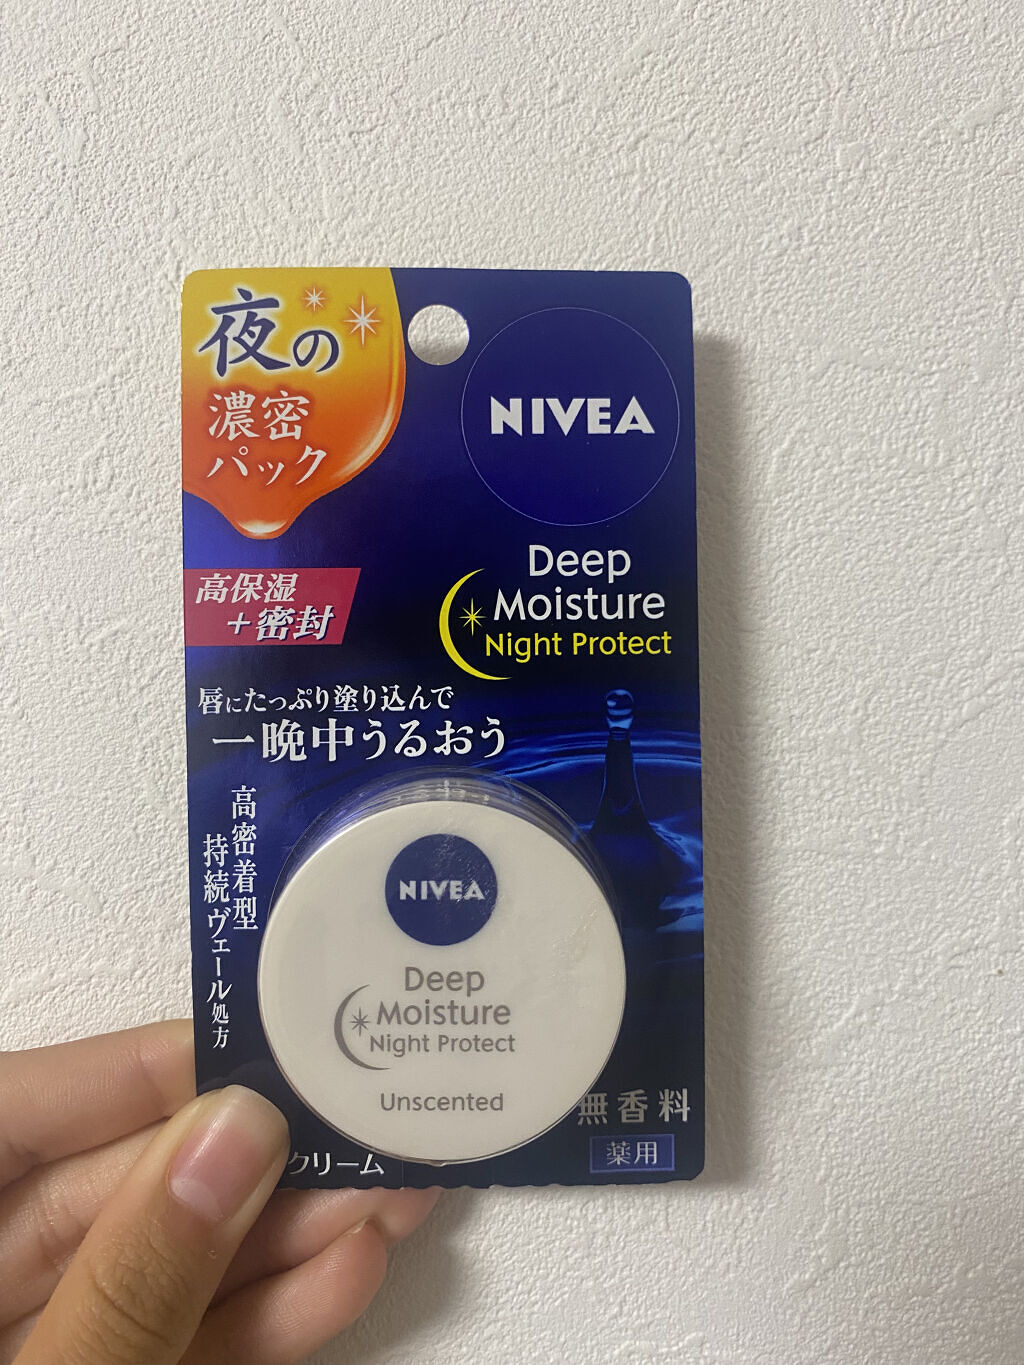 夜の
濃密
パック
NIVEA
Deep
Moisture
Night Protect
高保湿
+密封
唇にたっぷり塗り込んで
一晩中うるおう
高密着型
持続ヴェール処方
NIVEA
Deep
Moisture
Night Protect
Unscented
無香料
薬用
クリーム